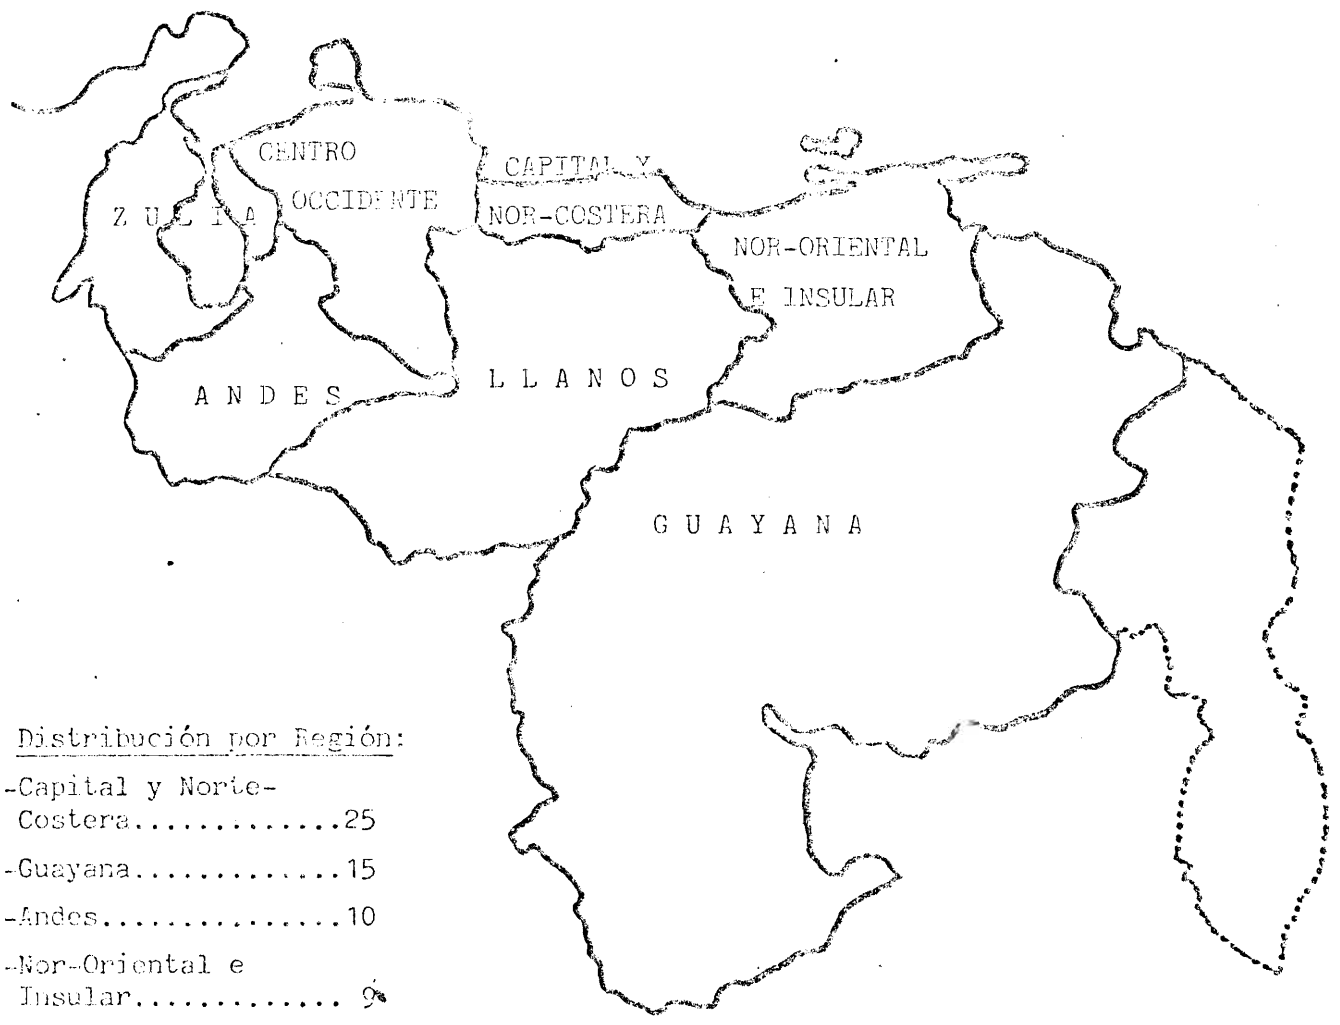 CENTRO
OCCIDENTE
CAPITAL Y
NOR-COSTERA
Z U L I A
NOR-ORIENTAL
E INSULAR
A N D E S
L L A N O S
G U A Y A N A
Distribución por Región:
-Capital y Norte-
Costera.............25
-Guayana.............15
-Andes...............10
-Nor-Oriental e
Insular............. 9